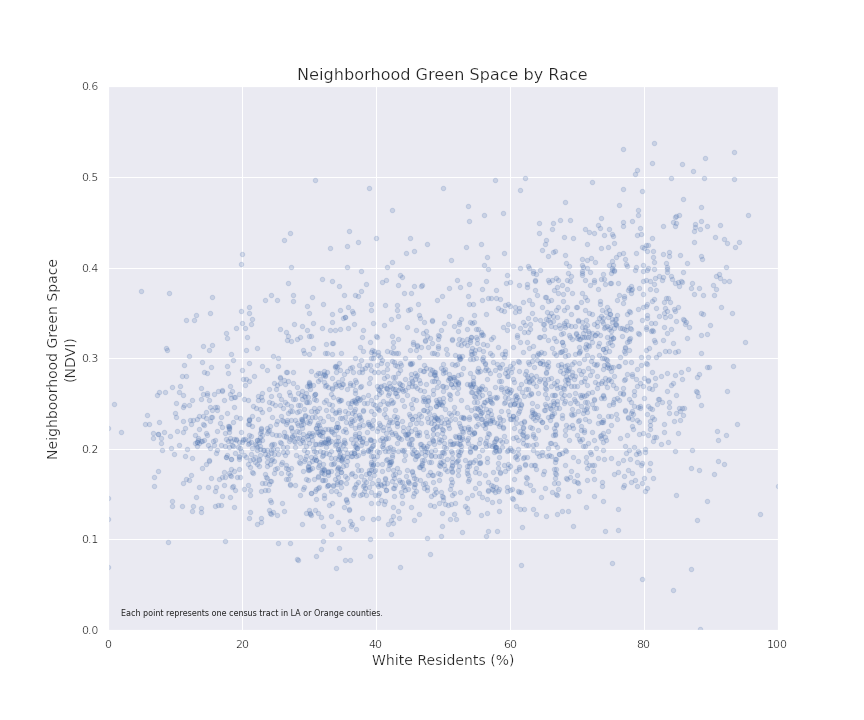 Neighborhood Green Space by Race
0.6
0.5
0.4
0.3
0.2
0.1
0.0
Neighboorhood Green Space
(NDVI)
Each point represents one census tract in LA or Orange counties.
0 20 40 60 80 100
White Residents (%)